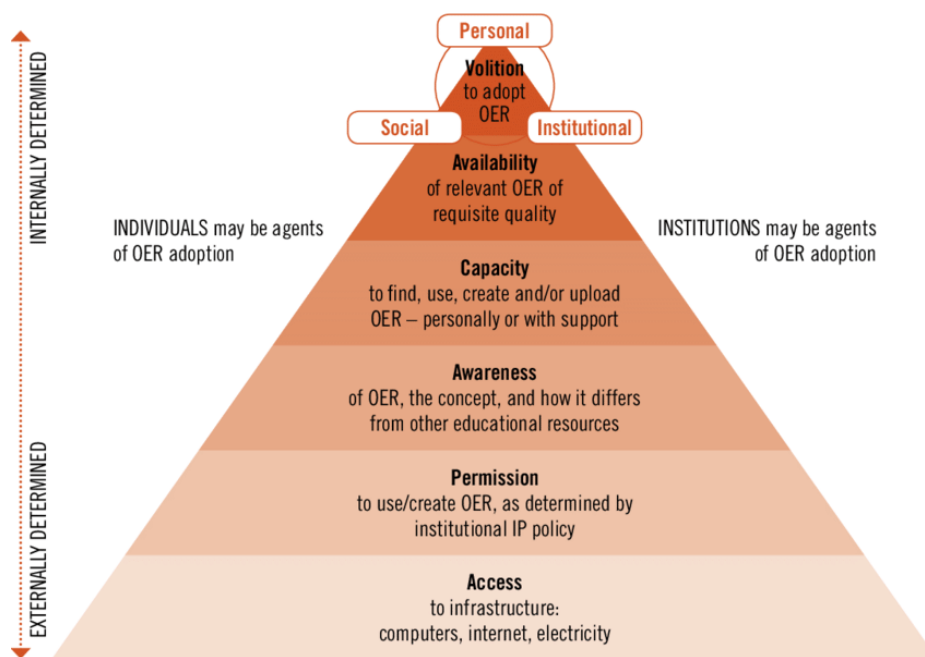 Personal
Volition
to adopt
OER
Social
Institutional
Availability
of relevant OER of
requisite quality
INTERNALLY DETERMINED
INDIVIDUALS may be agents
of OER adoption
INSTITUTIONS may be agents
of OER adoption
Capacity
to find, use, create and/or upload
OER – personally or with support
Awareness
of OER, the concept, and how it differs
from other educational resources
EXTERNALLY DETERMINED
Permission
to use/create OER, as determined by
institutional IP policy
Access
to infrastructure:
computers, internet, electricity